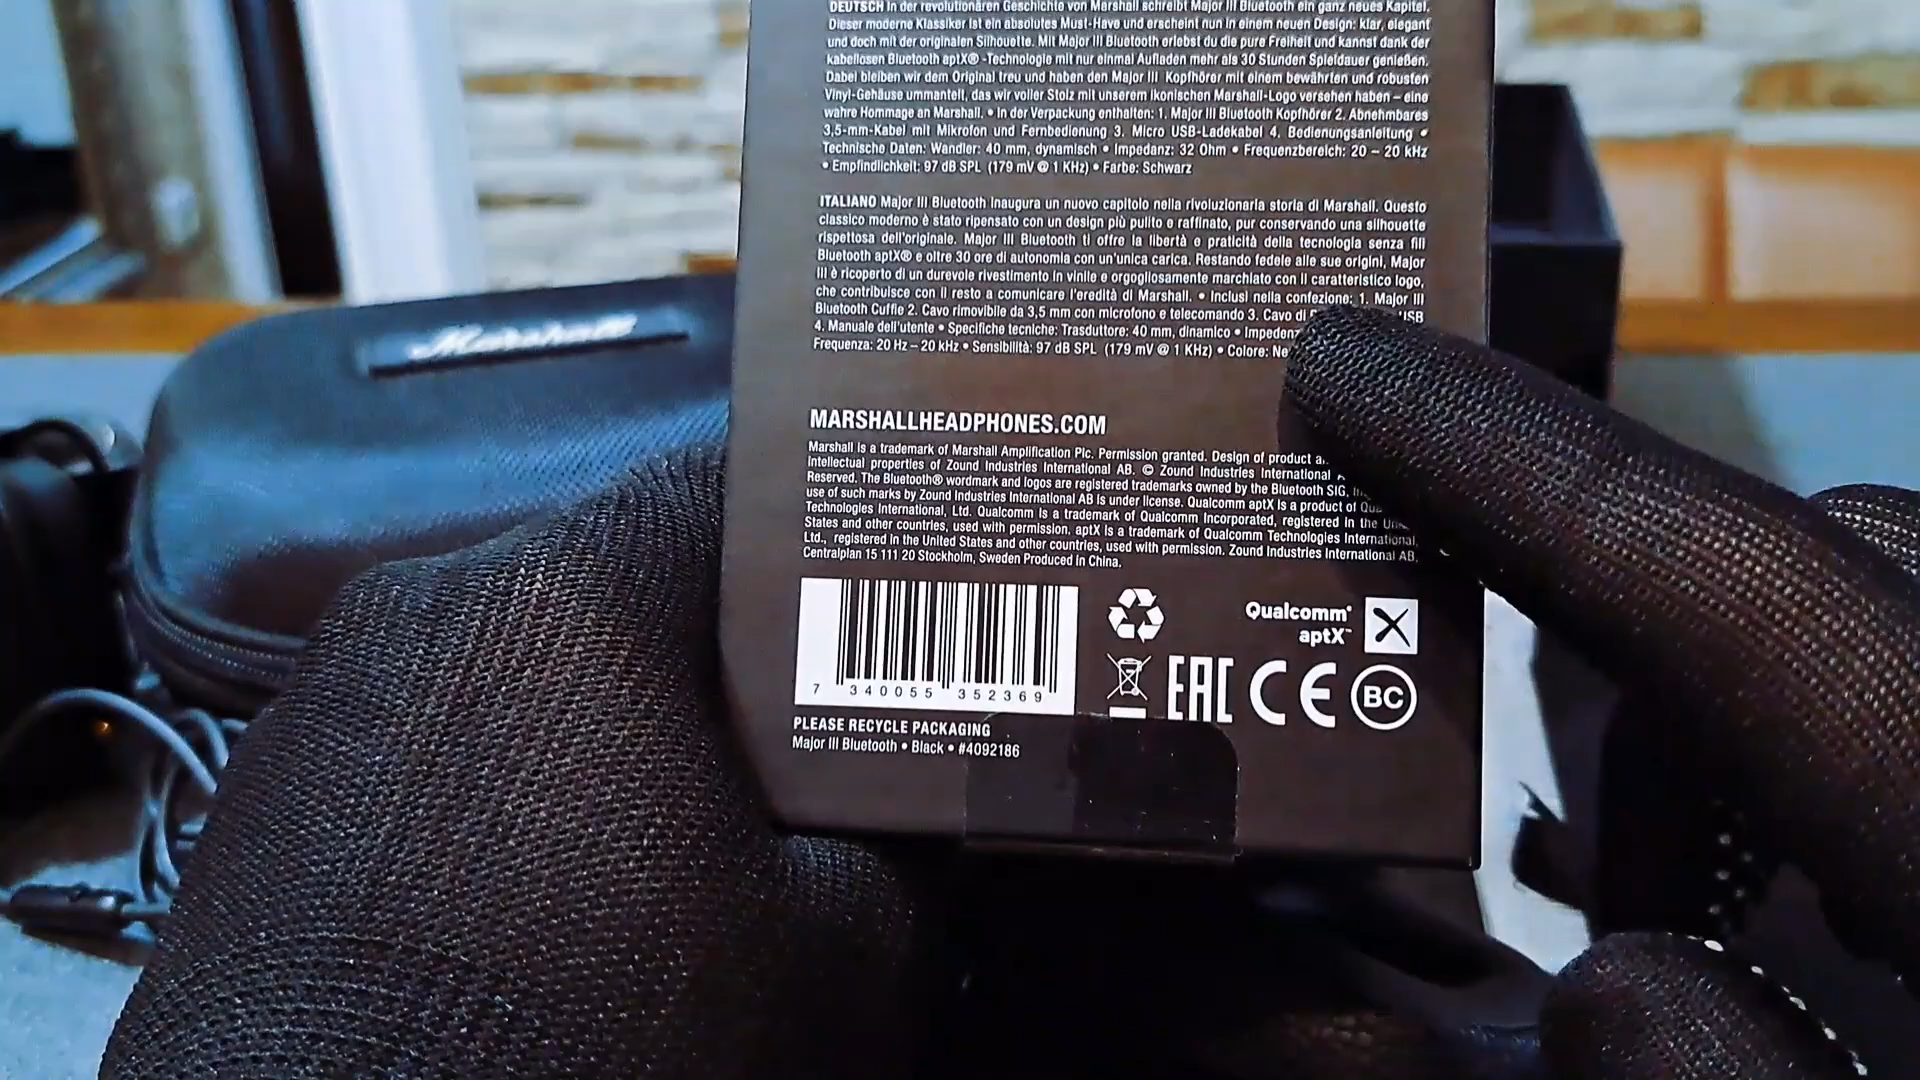 DEUTSCH In der revolutionären Geschichte von Marshall schreibt Major III Bluetooth ein ganz neues Kapitel.
Dieser moderne Klassiker ist ein absolutes Must-Have und erscheint nun in einem neuen Design: klar, elegant
und doch mit der originalen Silhouette. Mit Major III Bluetooth erlebst du die pure Freiheit und kannst dank der
kabellosen Bluetooth aptX® -Technologie mit nur einmal Aufladen mehr als 30 Stunden Spieldauer genießen.
Dabei bleiben wir dem Original treu und haben den Major III Kopfhörer mit einem bewährten und robusten
Vinyl-Gehäuse ummantelt, das wir voller Stolz mit unserem ikonischen Marshall-Logo versehen haben – eine
wahre Hommage an Marshall. • In der Verpackung enthalten: 1. Major III Bluetooth Kopfhörer 2. Abnehmbares
3,5-mm-Kabel mit Mikrofon und Fernbedienung 3. Micro USB-Ladekabel 4. Bedienungsanleitung •
Technische Daten: Wandler: 40 mm, dynamisch • Impedanz: 32 Ohm • Frequenzbereich: 20 – 20 kHz
• Empfindlichkeit: 97 dB SPL (179 mV @ 1 KHz) • Farbe: Schwarz
ITALIANO Major III Bluetooth inaugura un nuovo capitolo nella rivoluzionaria storia di Marshall. Questo
classico moderno è stato ripensato con un design più pulito e raffinato, pur conservando una silhouette
rispettosa dell'originale. Major III Bluetooth ti offre la libertà e praticità della tecnologia senza fili
Bluetooth aptX® e oltre 30 ore di autonomia con un'unica carica. Restando fedele alle sue origini, Major
III è ricoperto di un durevole rivestimento in vinile e orgogliosamente marchiato con il caratteristico logo,
che contribuisce con il resto a comunicare l'eredità di Marshall. • Inclusi nella confezione: 1. Major III
Bluetooth Cuffie 2. Cavo rimovibile da 3,5 mm con microfono e telecomando 3. Cavo di USB
4. Manuale dell'utente • Specifiche tecniche: Trasduttore: 40 mm, dinamico •
Frequenza: 20 Hz – 20 kHz • Sensibilità: 97 dB SPL (179 mV @ 1 KHz) • Colore:
Marshall
MARSHALLHEADPHONES.COM
Marshall is a trademark of Marshall Amplification Plc. Permission granted. Design of product
Intellectual properties of Zound Industries International AB. © Zound Industries International
Reserved. The Bluetooth® wordmark and logos are registered trademarks owned by the Bluetooth SIG,
use of such marks by Zound Industries International AB is under license. Qualcomm aptX is a product of
Technologies International, Ltd. Qualcomm is a trademark of Qualcomm Incorporated, registered in the
States and other countries, used with permission. aptX is a trademark of Qualcomm Technologies International,
Ltd., registered in the United States and other countries, used with permission. Zound Industries International AB,
Centralplan 15 111 20 Stockholm, Sweden Produced in China.
Qualcomm®
aptX™
EAC CE BC
7 340055 352369
PLEASE RECYCLE PACKAGING
Major III Bluetooth • Black • #4092186